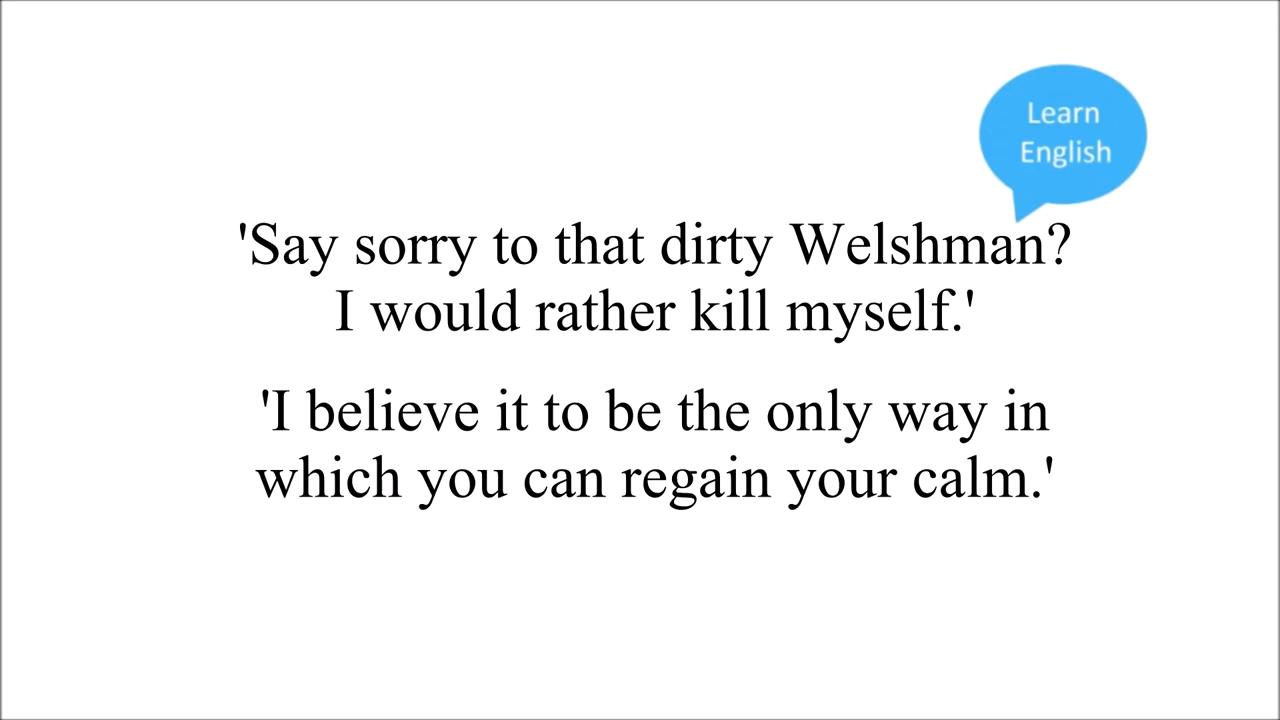 Learn
English
'Say sorry to that dirty Welshman?
I would rather kill myself.'
'I believe it to be the only way in
which you can regain your calm.'